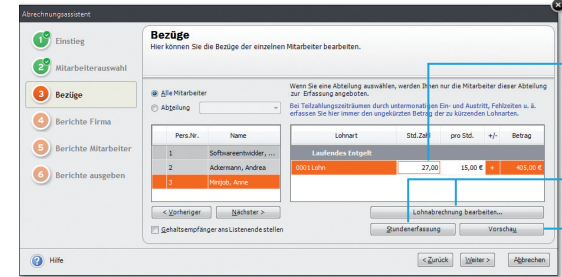 Abrechnungsassistent
Einstieg
Mitarbeiterauswahl
3 Bezüge
4 Berichte Firma
5 Berichte Mitarbeiter
6 Berichte ausgeben
Bezüge
Hier können Sie die Bezüge der einzelnen Mitarbeiter bearbeiten.
Alle Mitarbeiter
Abteilung
Wenn Sie eine Abteilung auswählen, werden Ihnen nur die Mitarbeiter dieser Abteilung
zur Erfassung angeboten.
Bei Teilzahlungszeiträumen durch untermonatigen Ein- und Austritt, Fehlzeiten u. ä.
erfassen Sie hier immer den ungekürzten Betrag der zu kürzenden Lohnarten.
Pers.Nr. Name
1 Softwareentwickler, ...
2 Ackermann, Andrea
3 Minijob, Anne
Lohnart Std.Zahl pro Std. +/- Betrag
Laufendes Entgelt
0001 Lohn 27,00 15,00 € + 405,00 €
< Vorheriger Nächster >
Gehaltsempfänger ans Listenende stellen
Lohnabrechnung bearbeiten...
Stundenerfassung Vorschau
? Hilfe
< Zurück Weiter > Abbrechen